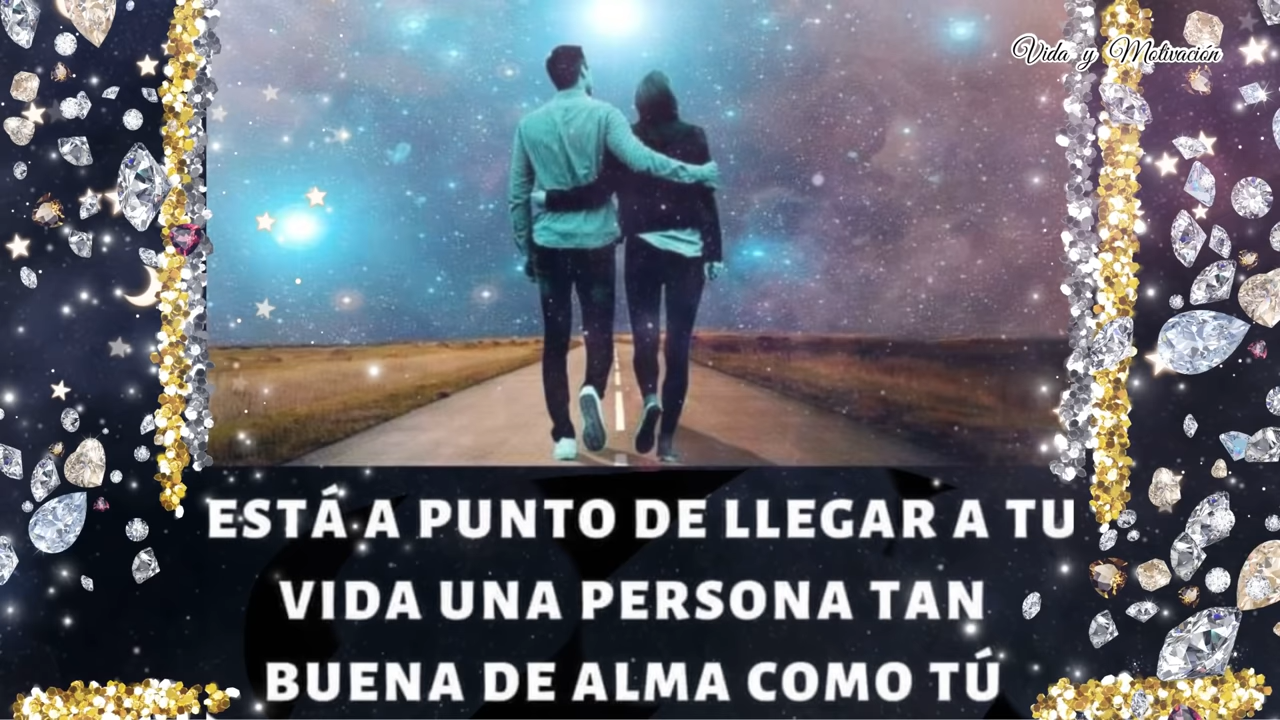 Vida y Motivación
ESTÁ A PUNTO DE LLEGAR A TU
VIDA UNA PERSONA TAN
BUENA DE ALMA COMO TÚ